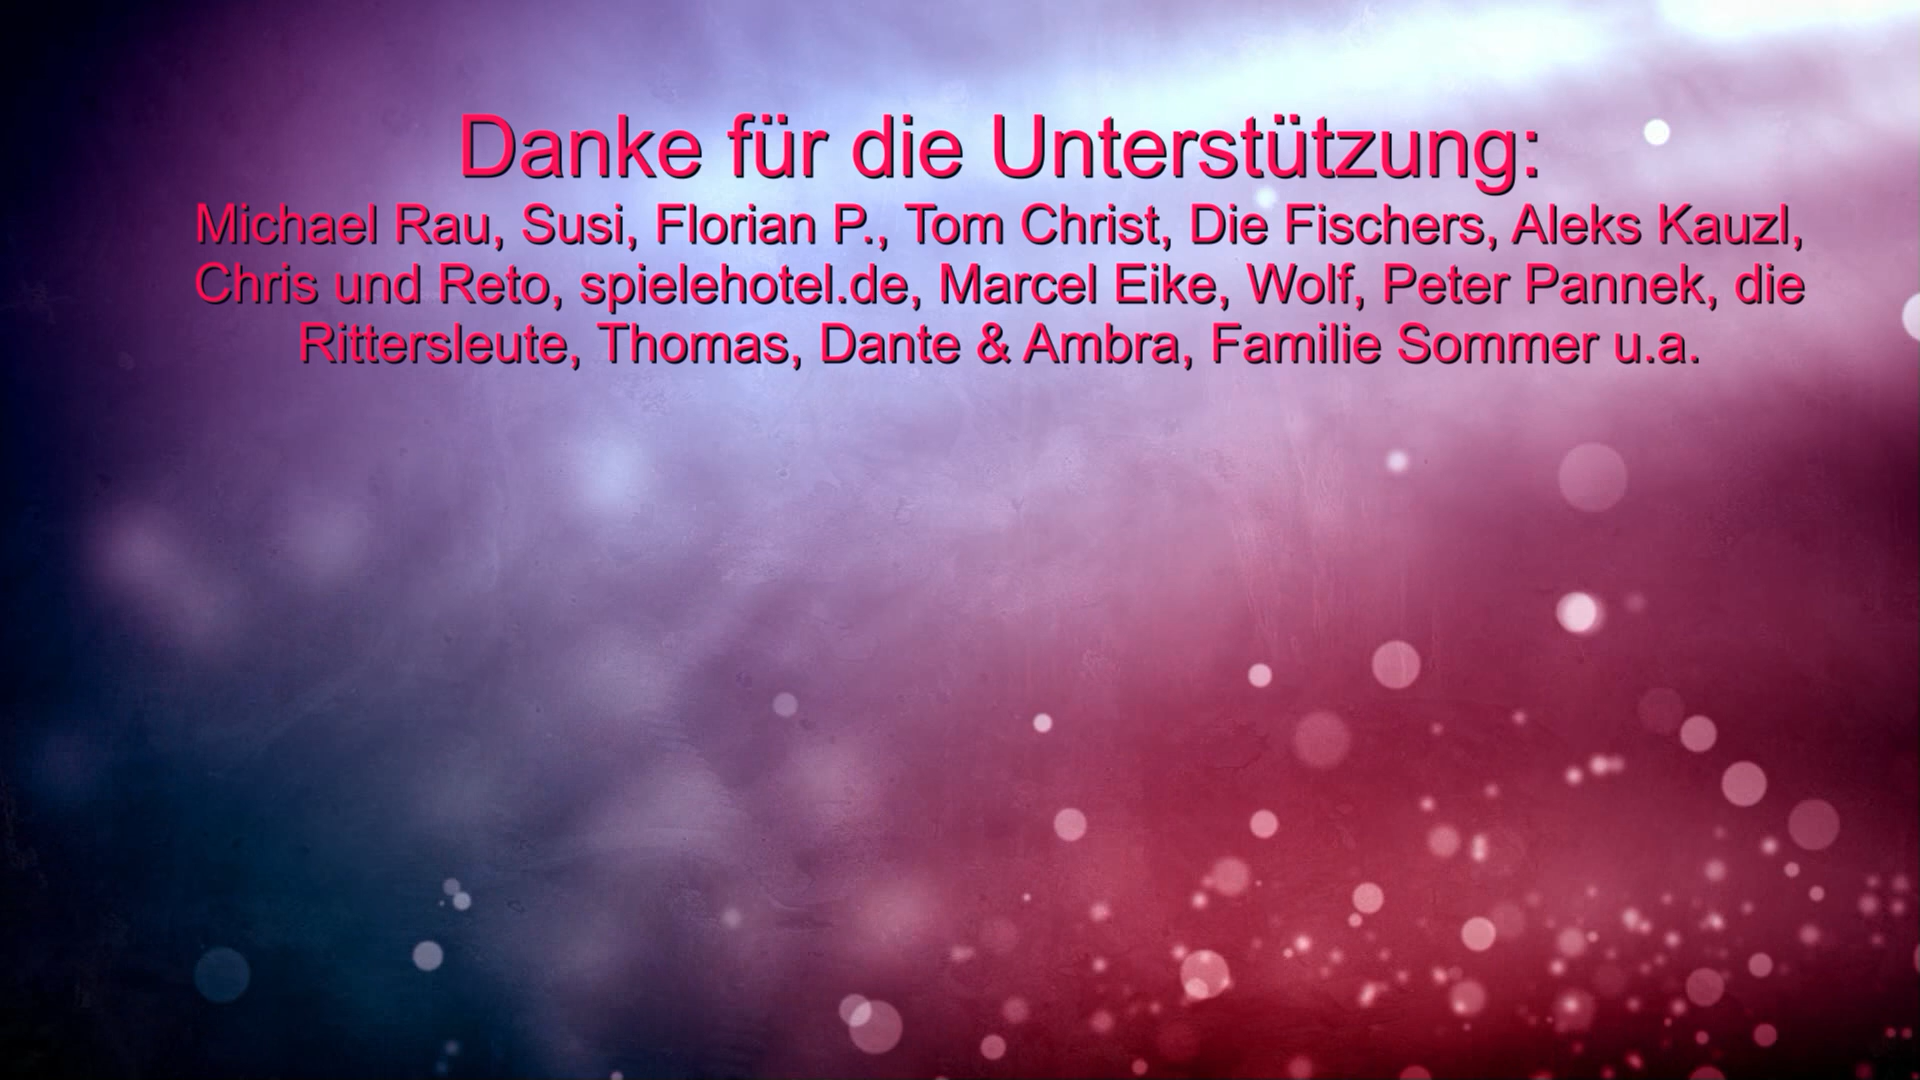 Danke für die Unterstützung:
Michael Rau, Susi, Florian P., Tom Christ, Die Fischers, Aleks Kauzl,
Chris und Reto, spielehotel.de, Marcel Eike, Wolf, Peter Pannek, die
Rittersleute, Thomas, Dante & Ambra, Familie Sommer u.a.